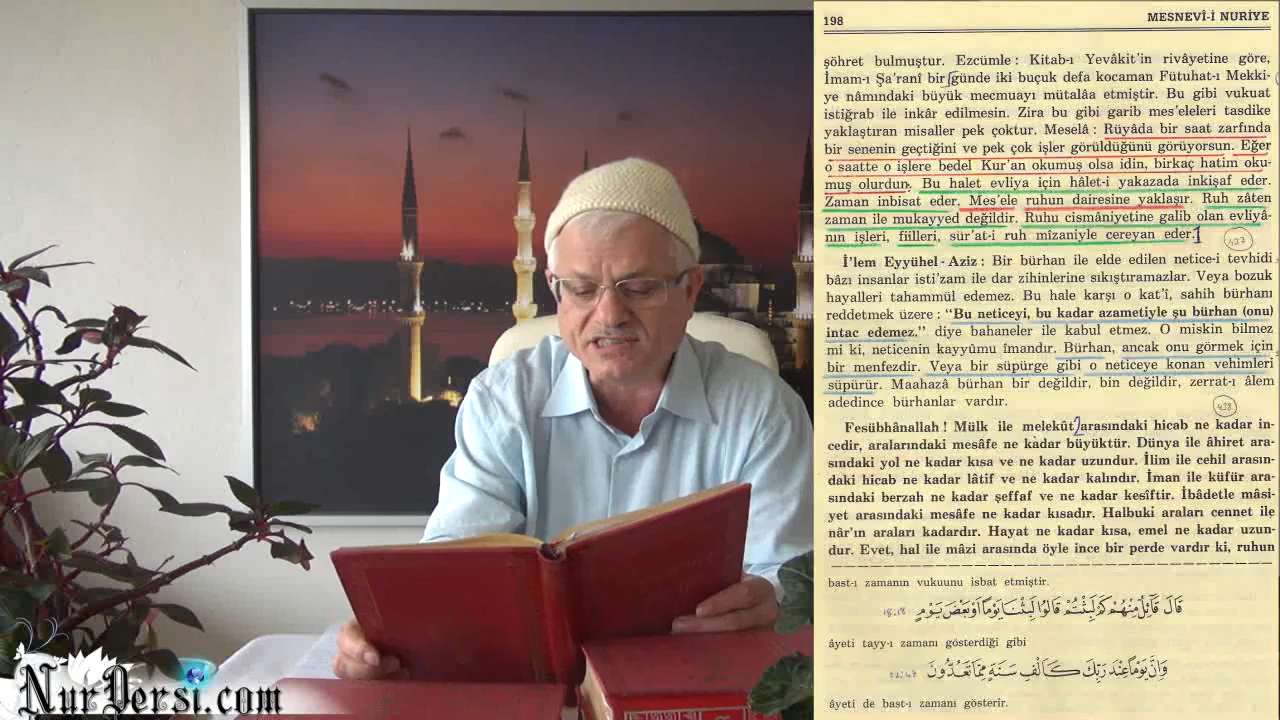 198
MESNEVÎ-İ NURİYE
şöhret bulmuştur. Ezcümle : Kitab-ı Yevâkit'in rivâyetine göre,
İmam-ı Şa'ranî bir günde iki buçuk defa kocaman Fütuhat-ı Mekki-
ye nâmındaki büyük mecmuayı mütalâa etmiştir. Bu gibi vukuat
istiğrab ile inkâr edilmesin. Zira bu gibi garib mes'eleleri tasdike
yaklaştıran misaller pek çoktur. Meselâ : Rüyâda bir saat zarfında
bir senenin geçtiğini ve pek çok işler görüldüğünü görüyorsun. Eğer
o saatte o işlere bedel Kur'an okumuş olsa idin, birkaç hatim oku-
muş olurdun. Bu halet evliya için hâlet-i yakazada inkişaf eder.
Zaman inbisat eder. Mes'ele ruhun dairesine yaklaşır. Ruh zâten
zaman ile mukayyed değildir. Ruhu cismâniyetine galib olan evliyâ-
nın işleri, fiilleri, sür'at-i ruh mîzaniyle cereyan eder. 1
437
İ'lem Eyyühel-Aziz : Bir bürhan ile elde edilen netice-i tevhidi
bâzı insanlar isti'zam ile dar zihinlerine sıkıştıramazlar. Veya bozuk
hayalleri tahammül edemez. Bu hale karşı o kat'î, sahih bürhanı
reddetmek üzere : "Bu neticeyi, bu kadar azametiyle şu bürhan (onu)
intac edemez." diye bahaneler ile kabul etmez. O miskin bilmez
mi ki, neticenin kayyûmu îmandır. Bürhan, ancak onu görmek için
bir menfezdir. Veya bir süpürge gibi o neticeye konan vehimleri
süpürür. Maahazâ bürhan bir değildir, bin değildir, zerrat-ı âlem
adedince bürhanlar vardır.
438
Fesübhânallah ! Mülk ile melekût 2 arasındaki hicab ne kadar in-
cedir, aralarındaki mesâfe ne kadar büyüktür. Dünya ile âhiret ara-
sındaki yol ne kadar kısa ve ne kadar uzundur. İlim ile cehil arasın-
daki hicab ne kadar lâtif ve ne kadar kalındır. İman ile küfür ara-
sındaki berzah ne kadar şeffaf ve ne kadar kesîftir. İbâdetle mâsi-
yet arasındaki mesâfe ne kadar kısadır. Halbuki araları cennet ile
nâr'ın araları kadardır. Hayat ne kadar kısa, emel ne kadar uzun-
dur. Evet, hal ile mâzi arasında öyle ince bir perde vardır ki, ruhun
bast-ı zamanın vukuunu isbat etmiştir.
قَالَ قَائِلٌ مِنْهُمْ كَمْ لَبِثْتُمْ قَالُوا لَبِثْنَا يَوْمًا اَوْ بَعْضَ يَوْمٍ 18:19
âyeti tayy-ı zamanı gösterdiği gibi
وَاِنَّ يَوْمًا عِنْدَ رَبِّكَ كَاَلْفِ سَنَةٍ مِمَّا تَعُدُّونَ 22:47
âyeti de bast-ı zamanı gösterir.
NurDersi.com